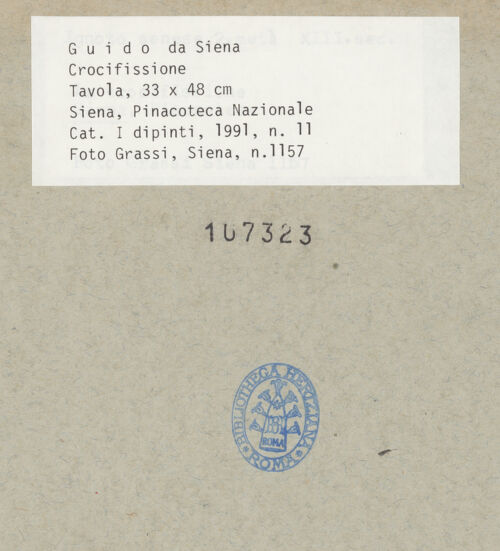 G u i d o da Siena
Crocifissione
Tavola, 33 x 48 cm
Siena, Pinacoteca Nazionale
Cat. I dipinti, 1991, n. 11
Foto Grassi, Siena, n.1157
107323
BIBLIOTHECA HERTZIANA
ROMA
ROMA